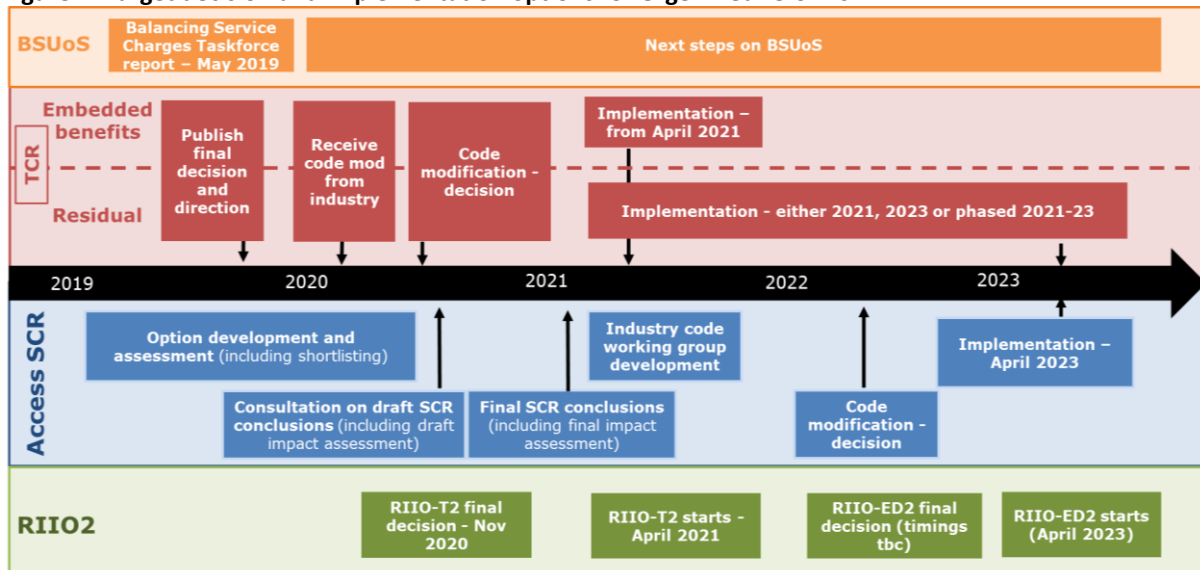 BSUoS
Balancing Service
Charges Taskforce
report – May 2019
Next steps on BSUoS
TCR
Embedded
benefits
Residual
Publish
final
decision
and
direction
Receive
code mod
from
industry
Code
modification -
decision
Implementation –
from April 2021
Implementation - either 2021, 2023 or phased 2021-23
2019
2020
2021
2022
2023
Access SCR
Option development and
assessment (including shortlisting)
Consultation on draft SCR
conclusions (including draft
impact assessment)
Final SCR conclusions
(including final impact
assessment)
Industry code
working group
development
Code
modification -
decision
Implementation –
April 2023
RIIO2
RIIO-T2 final
decision - Nov
2020
RIIO-T2 starts -
April 2021
RIIO-ED2 final
decision (timings
tbc)
RIIO-ED2 starts
(April 2023)